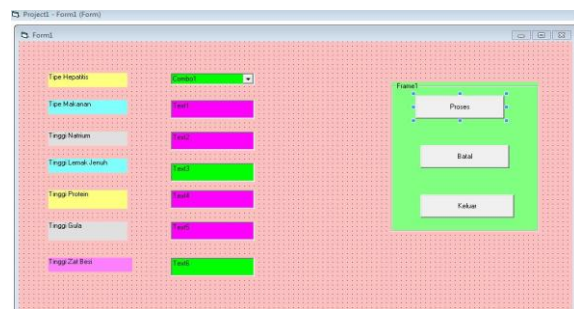 Project1 - Form1 (Form)
Form1
Tipe Hepatitis
Combo1
Tipe Makanan
Text1
Tinggi Natrium
Text2
Tinggi Lemak Jenuh
Text3
Tinggi Protein
Text4
Tinggi Gula
Text5
Tinggi Zat Besi
Text6
Frame1
Proses
Batal
Keluar